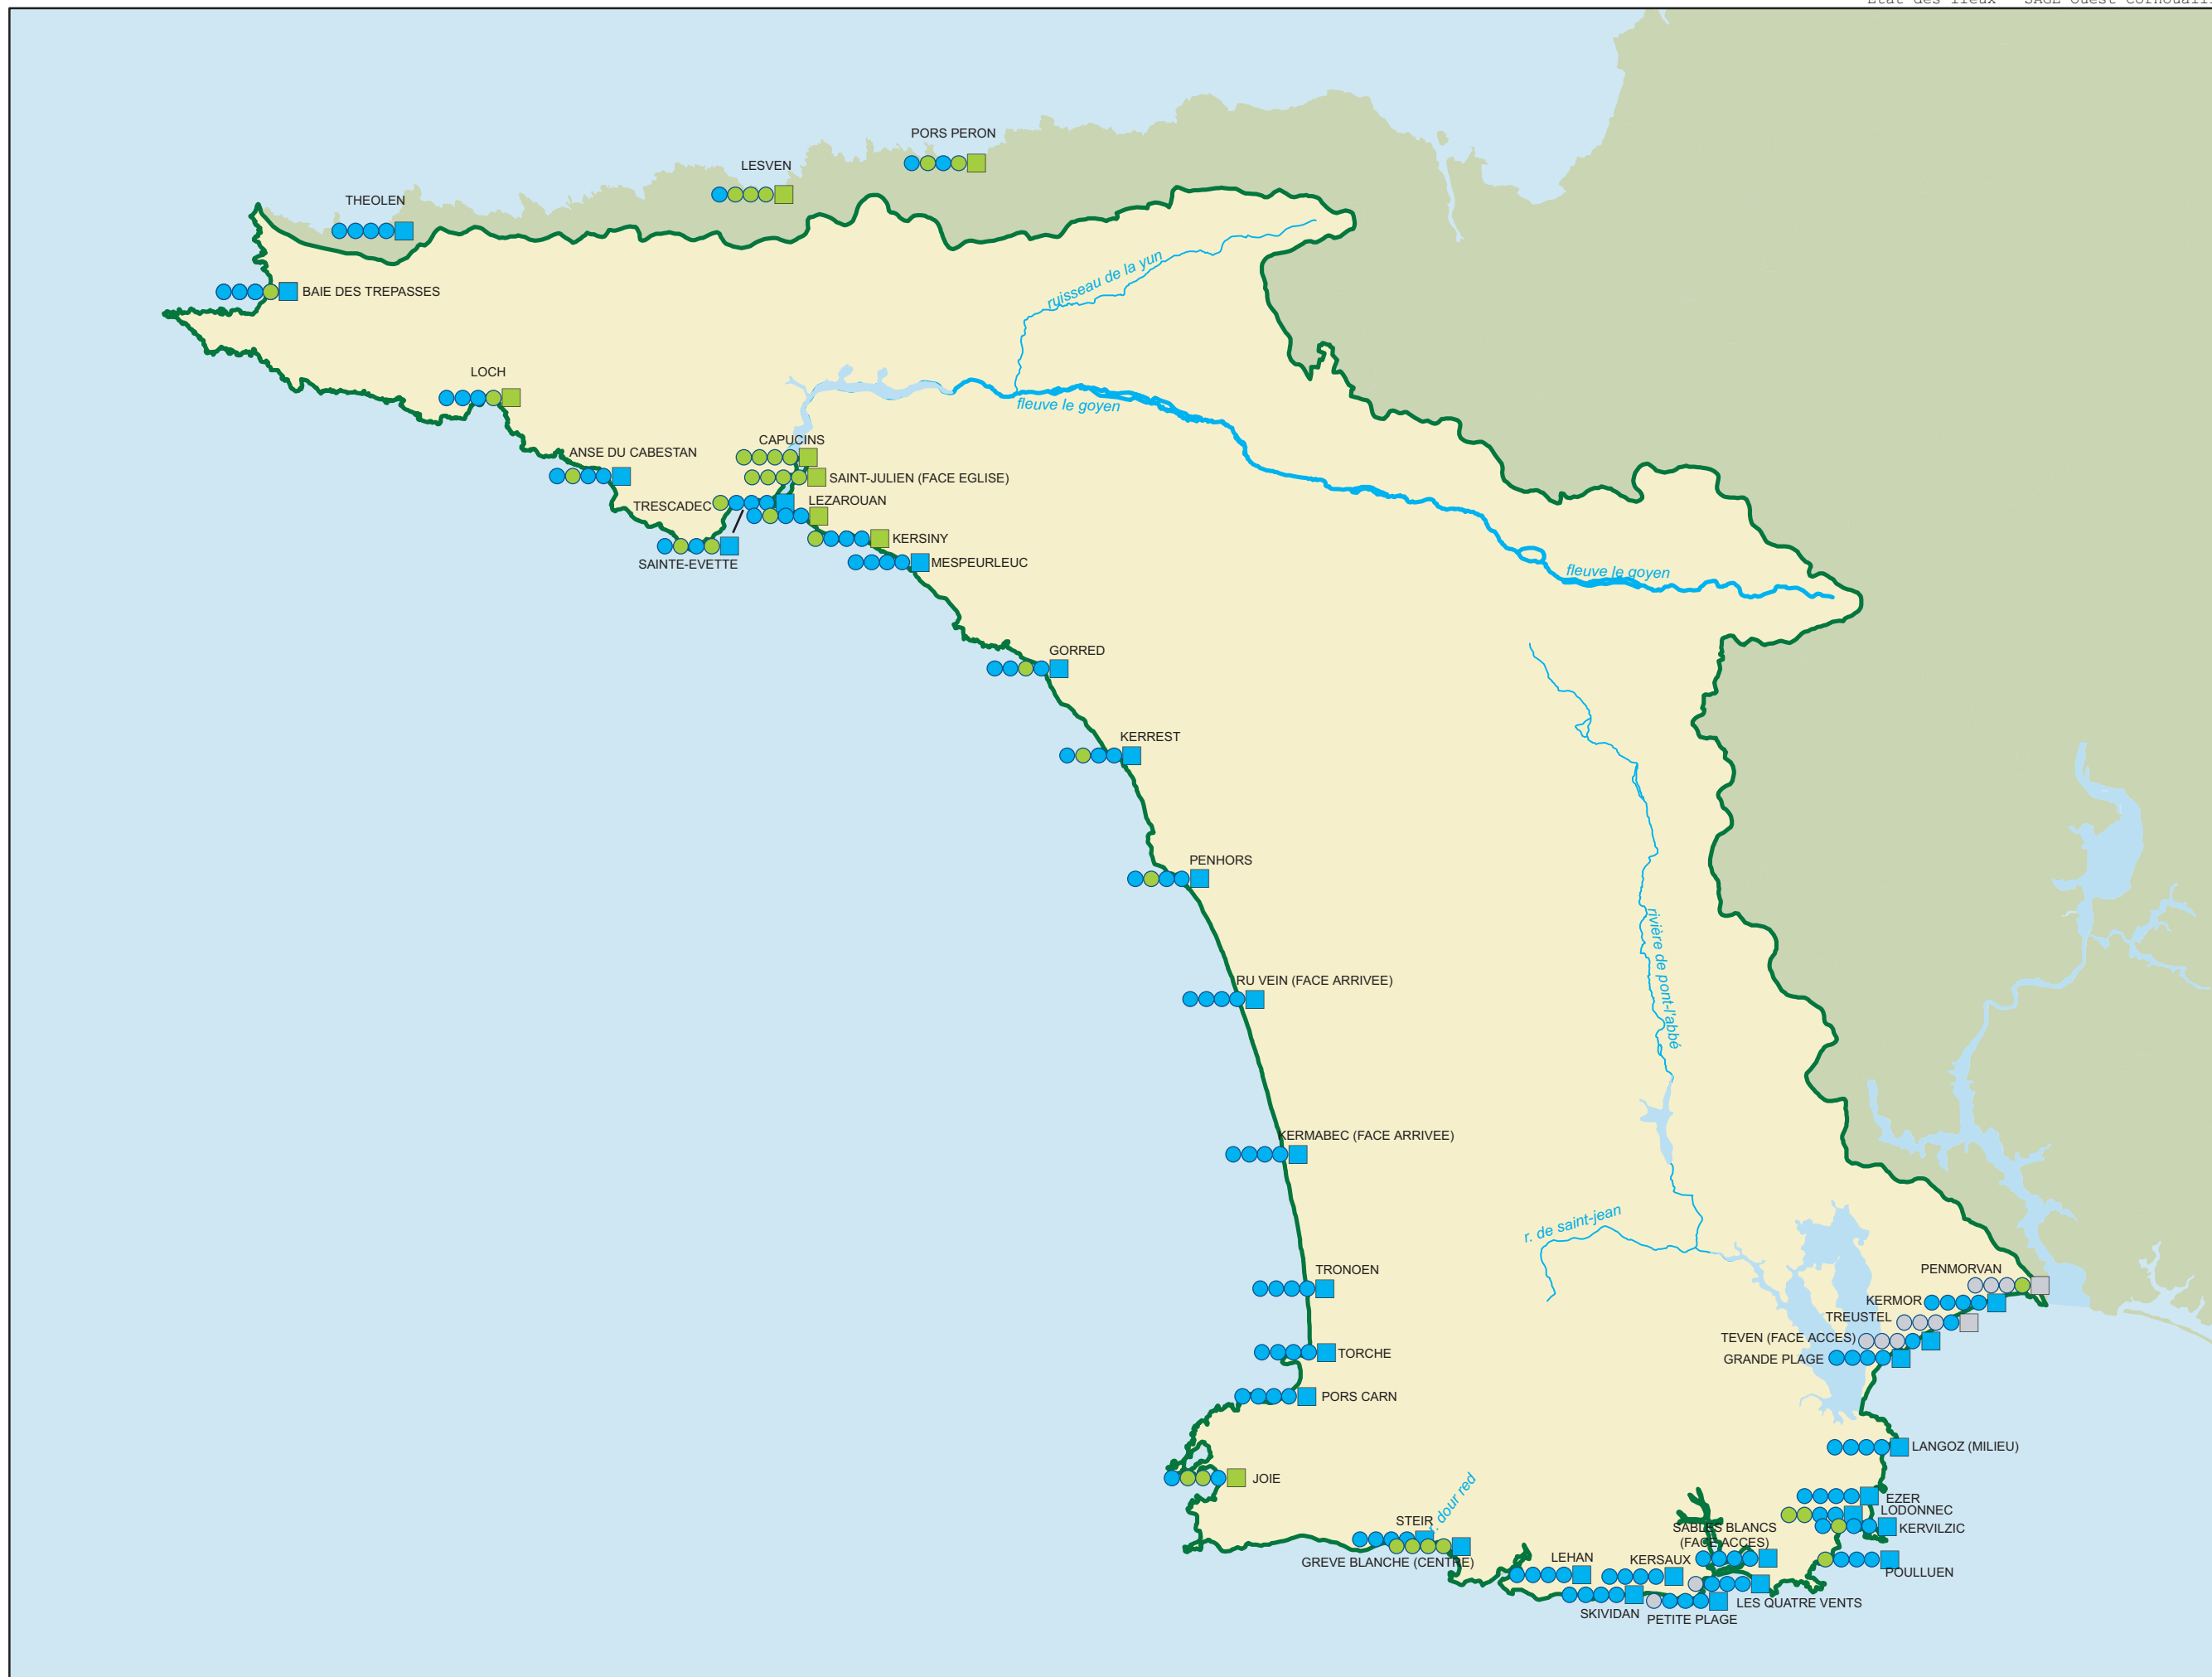 PORS PERON
LESVEN
THEOLEN
BAIE DES TREPASSES
ruisseau de la yun
LOCH
fleuve le goyen
CAPUCINS
ANSE DU CABESTAN
SAINT-JULIEN (FACE EGLISE)
TRESCADEC
LEZAROUAN
KERSINY
SAINTE-EVETTE
MESPEURLEUC
fleuve le goyen
GORRED
KERREST
PENHORS
rivière de pont-l'abbé
RU VEIN (FACE ARRIVEE)
KERMABEC (FACE ARRIVEE)
r. de saint-jean
TRONOEN
PENMORVAN
KERMOR
TREUSTEL
TEVEN (FACE ACCES)
TORCHE
GRANDE PLAGE
PORS CARN
LANGOZ (MILIEU)
JOIE
r. dour red
EZER
LODONNEC
STEIR
SABLES BLANCS
(FACE ACCES)
KERVILZIC
GREVE BLANCHE (CENTRE)
LEHAN
KERSAUX
POULLUEN
LES QUATRE VENTS
SKIVIDAN
PETITE PLAGE